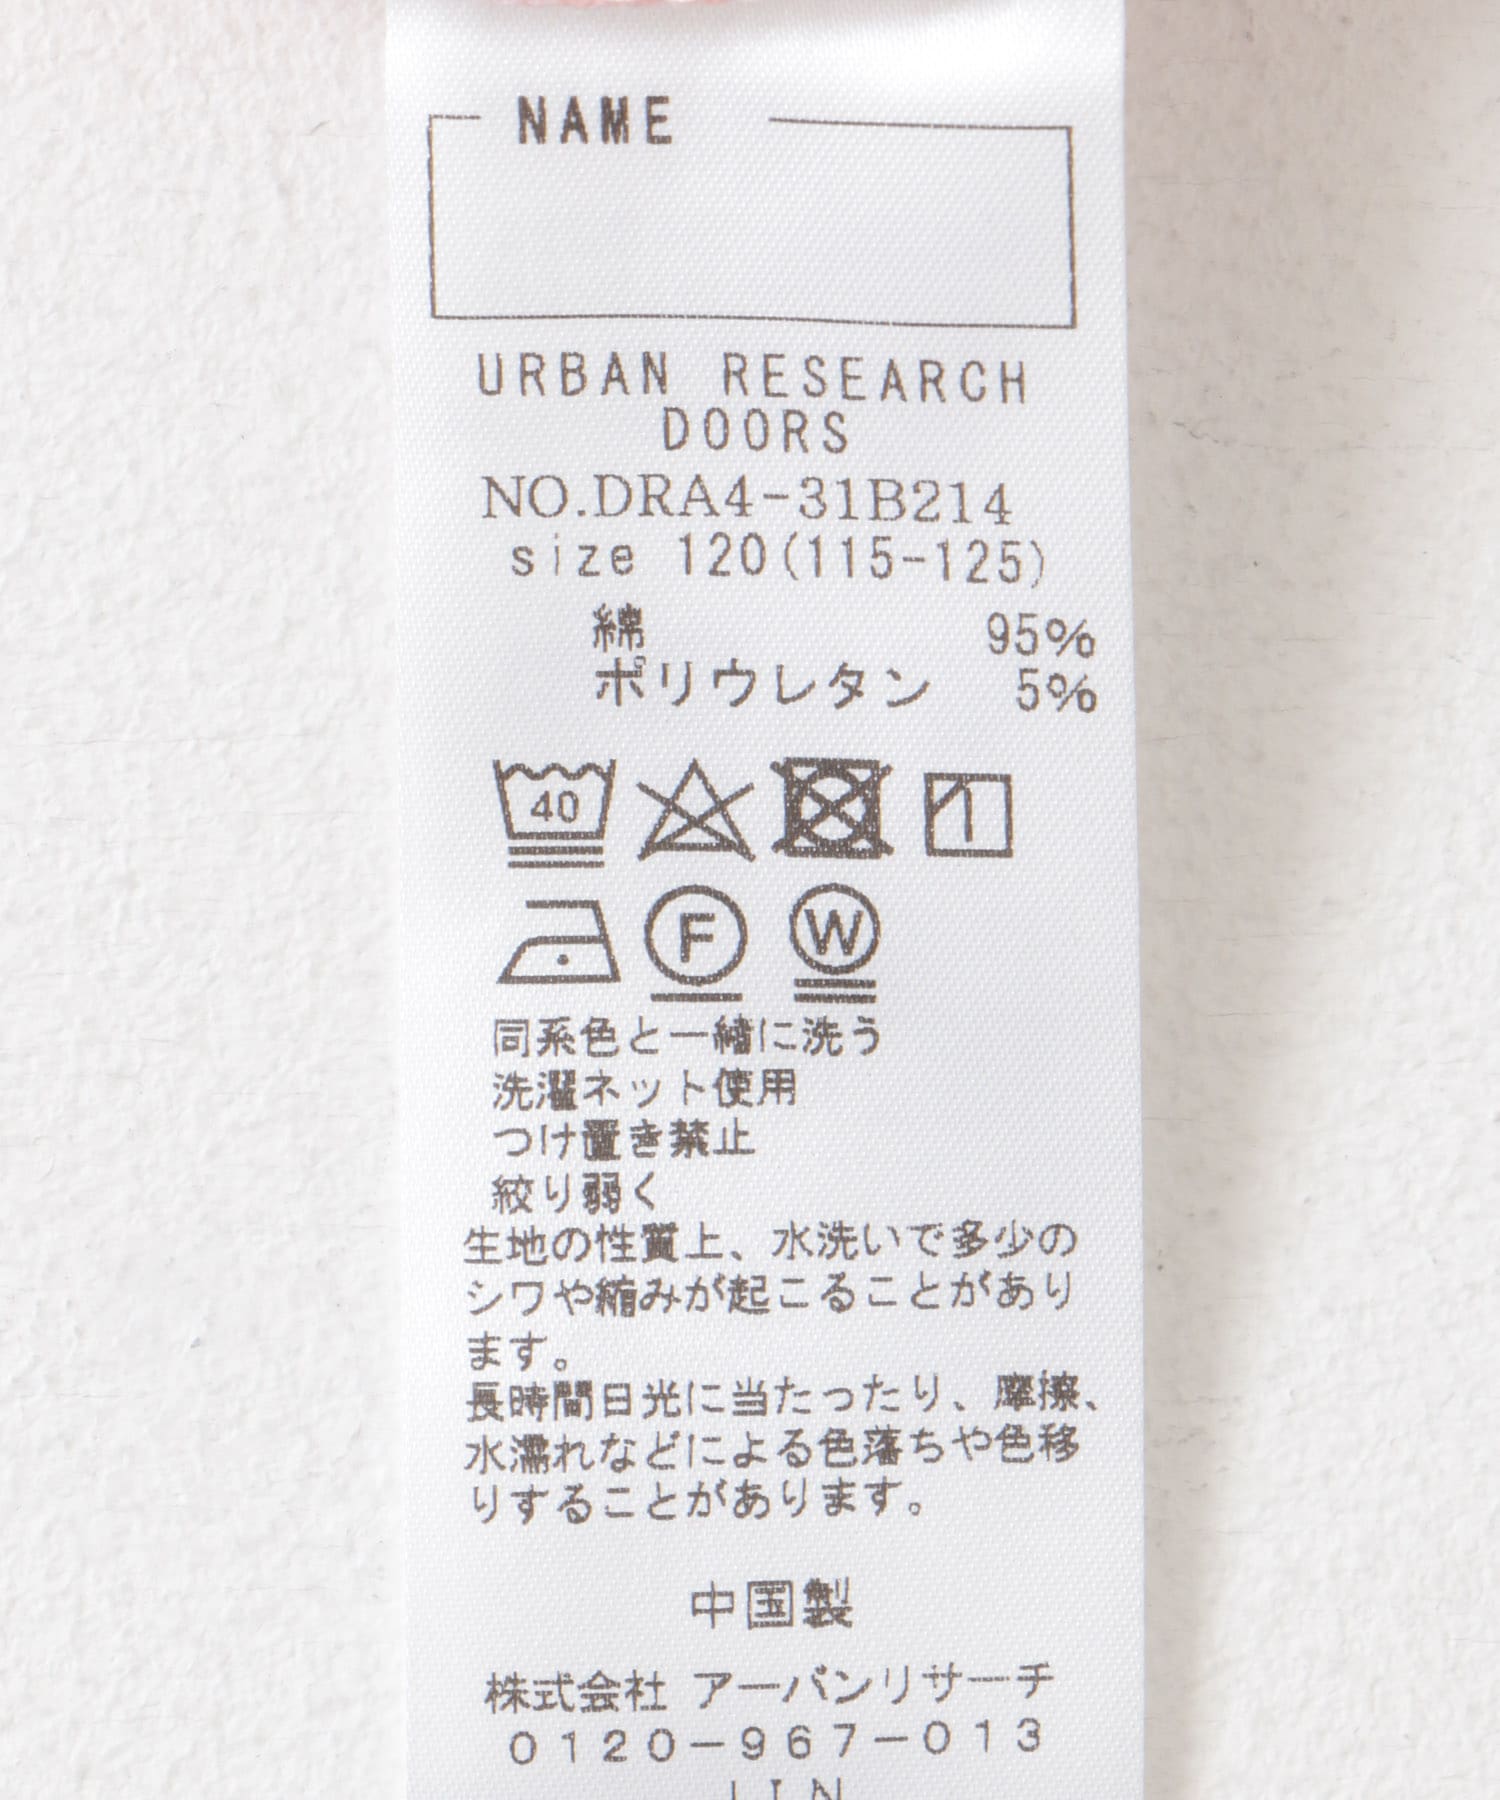 NAME
URBAN RESEARCH
DOORS
NO.DRA4-31B214
size 120(115-125)
綿 95%
ポリウレタン 5%
40
F W
同系色と一緒に洗う
洗濯ネット使用
つけ置き禁止
絞り弱く
生地の性質上、水洗いで多少の
シワや縮みが起こることがあり
ます。
長時間日光に当たったり、摩擦、
水濡れなどによる色落ちや色移
りすることがあります。
中国製
株式会社 アーバンリサーチ
0120-967-013
LIN